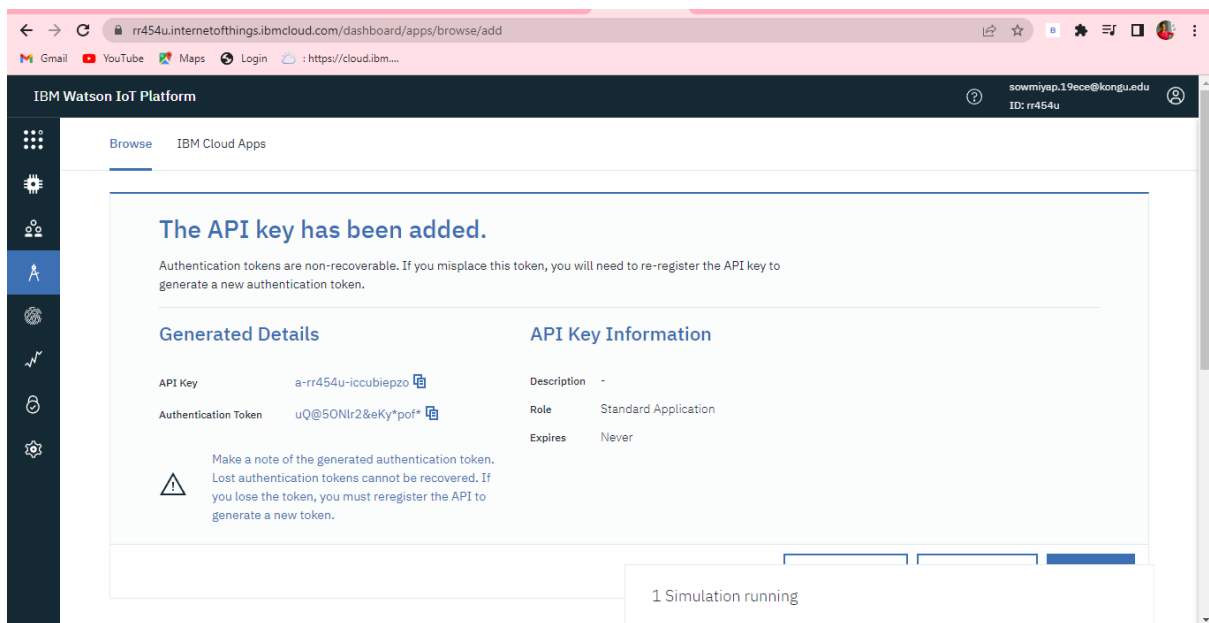 rr454u.internetofthings.ibmcloud.com/dashboard/apps/browse/add
B
Gmail YouTube Maps Login : https://cloud.ibm....
IBM Watson IoT Platform
sowmiyap.19ece@kongu.edu
ID: rr454u
Browse IBM Cloud Apps
The API key has been added.
Authentication tokens are non-recoverable. If you misplace this token, you will need to re-register the API key to
generate a new authentication token.
Generated Details
API Key a-rr454u-iccubiepzo
Authentication Token uQ@5ONlr2&eKy*pof*
Make a note of the generated authentication token.
Lost authentication tokens cannot be recovered. If
you lose the token, you must reregister the API to
generate a new token.
API Key Information
Description -
Role Standard Application
Expires Never
1 Simulation running